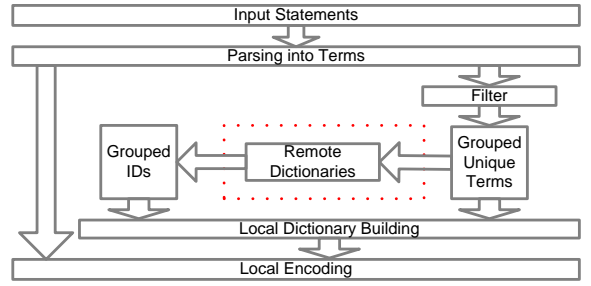 Input Statements
Parsing into Terms
Filter
Grouped
IDs
Remote
Dictionaries
Grouped
Unique
Terms
Local Dictionary Building
Local Encoding